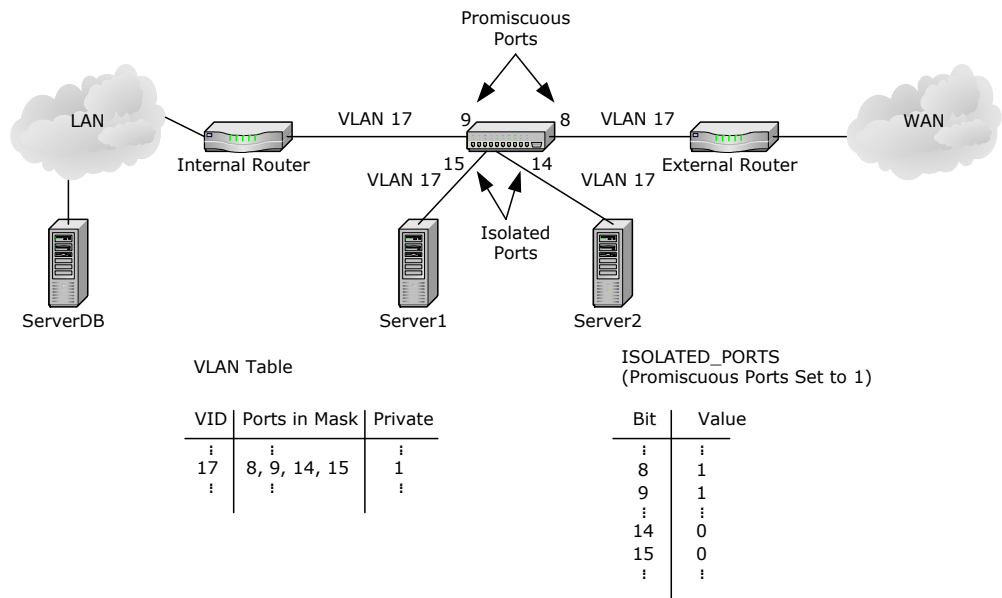 Promiscuous
Ports
LAN
VLAN 17
9
8
VLAN 17
WAN
Internal Router
15
14
External Router
VLAN 17
VLAN 17
Isolated
Ports
ServerDB
Server1
Server2
VLAN Table
VID Ports in Mask Private
⋮ ⋮ ⋮
17 8, 9, 14, 15 1
⋮ ⋮ ⋮
ISOLATED_PORTS
(Promiscuous Ports Set to 1)
Bit Value
⋮ ⋮
8 1
9 1
⋮ ⋮
14 0
15 0
⋮ ⋮